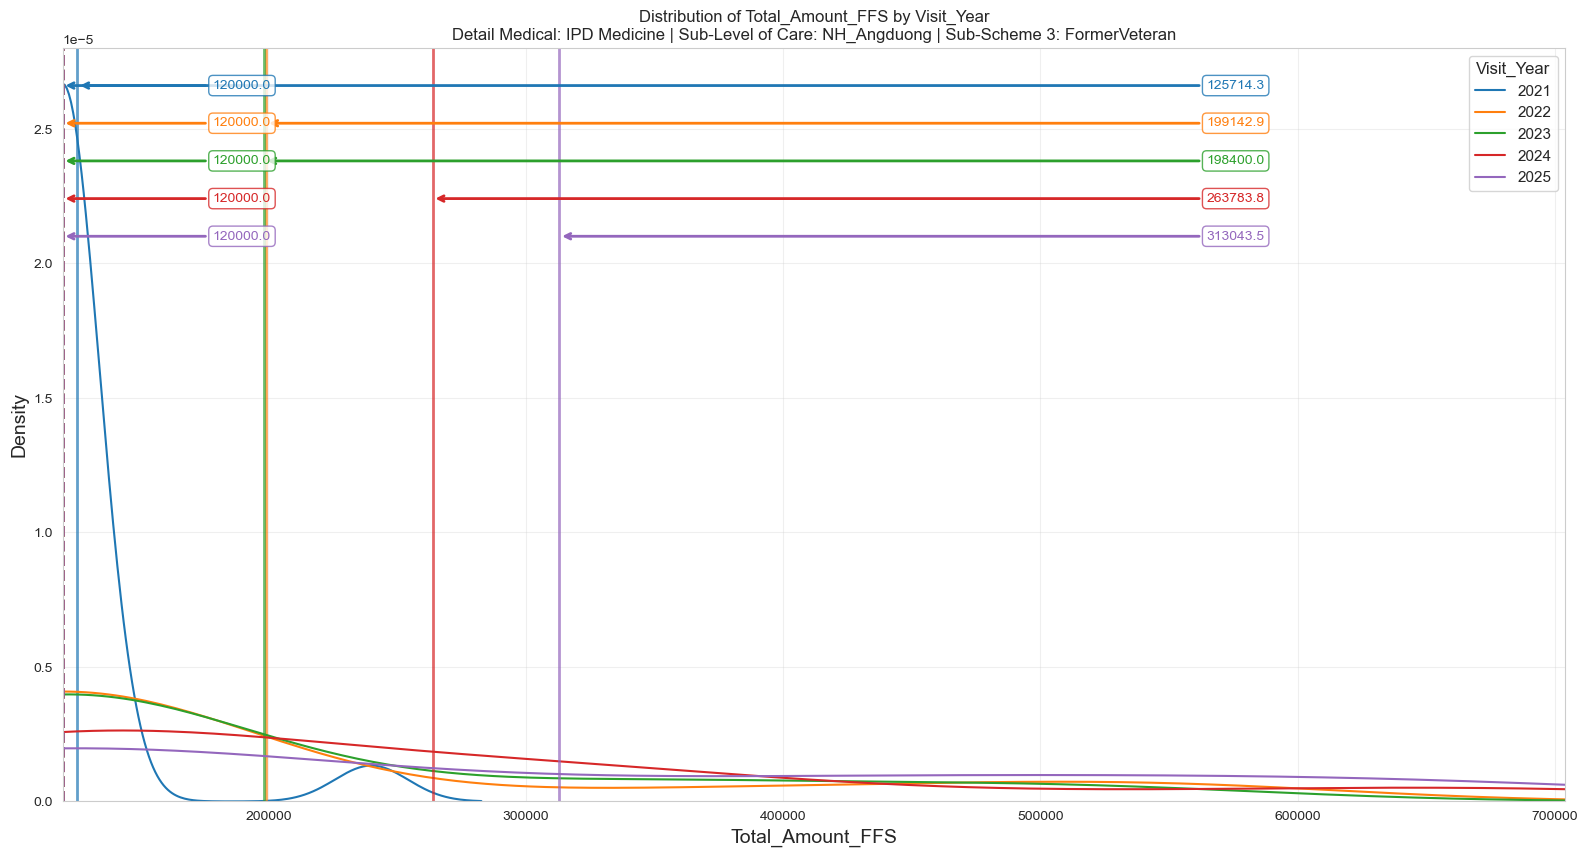 Distribution of Total_Amount_FFS by Visit_Year
Detail Medical: IPD Medicine | Sub-Level of Care: NH_Angduong | Sub-Scheme 3: FormerVeteran
1e−5
Visit_Year
2021
2022
2023
2024
2025
120000.0 125714.3
120000.0 199142.9
120000.0 198400.0
120000.0 263783.8
120000.0 313043.5
2.5
2.0
1.5
1.0
0.5
0.0
Density
200000 300000 400000 500000 600000 700000
Total_Amount_FFS